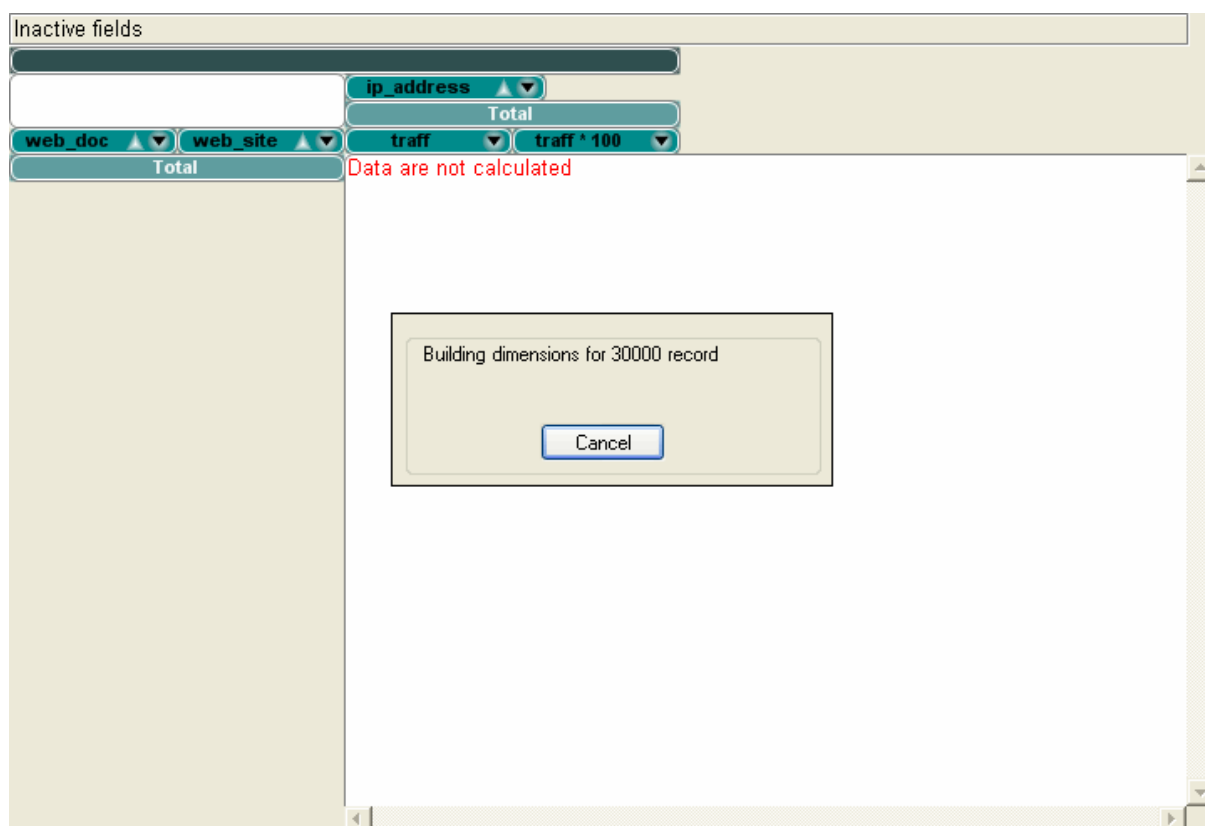 Inactive fields
ip_address
Total
web_doc web_site traff traff * 100
Total Data are not calculated
Building dimensions for 30000 record
Cancel